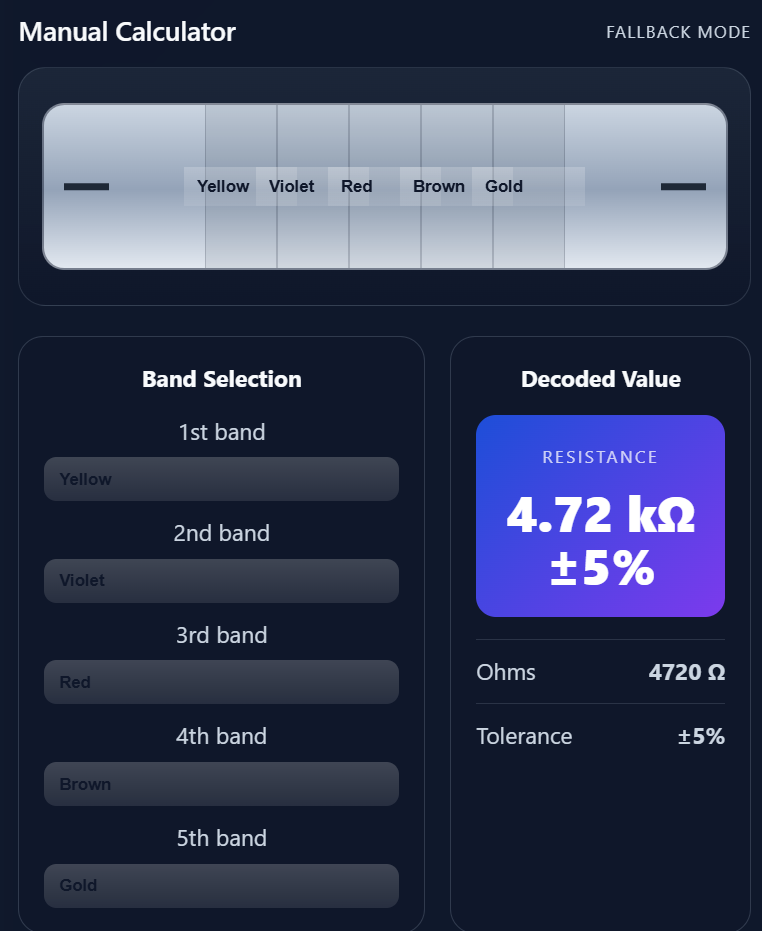 Manual Calculator FALLBACK MODE
Yellow Violet Red Brown Gold
Band Selection
1st band
Yellow
2nd band
Violet
3rd band
Red
4th band
Brown
5th band
Gold
Decoded Value
RESISTANCE
4.72 kΩ
±5%
Ohms 4720 Ω
Tolerance ±5%